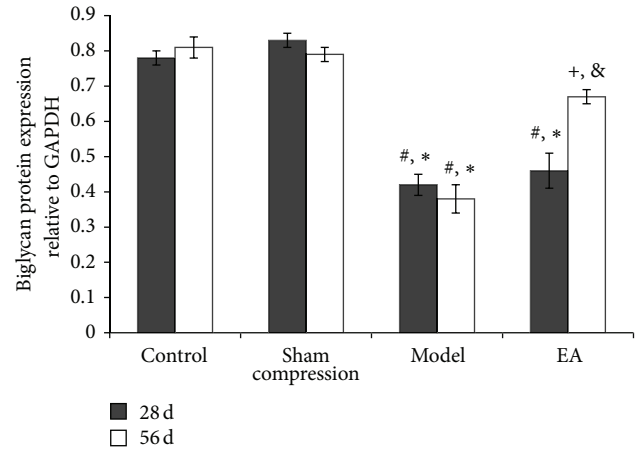 Biglycan protein expression
relative to GAPDH
0.9
0.8
0.7
0.6
0.5
0.4
0.3
0.2
0.1
0
#, *
#, *
#, *
+, &
Control
Sham
compression
Model
EA
28 d
56 d